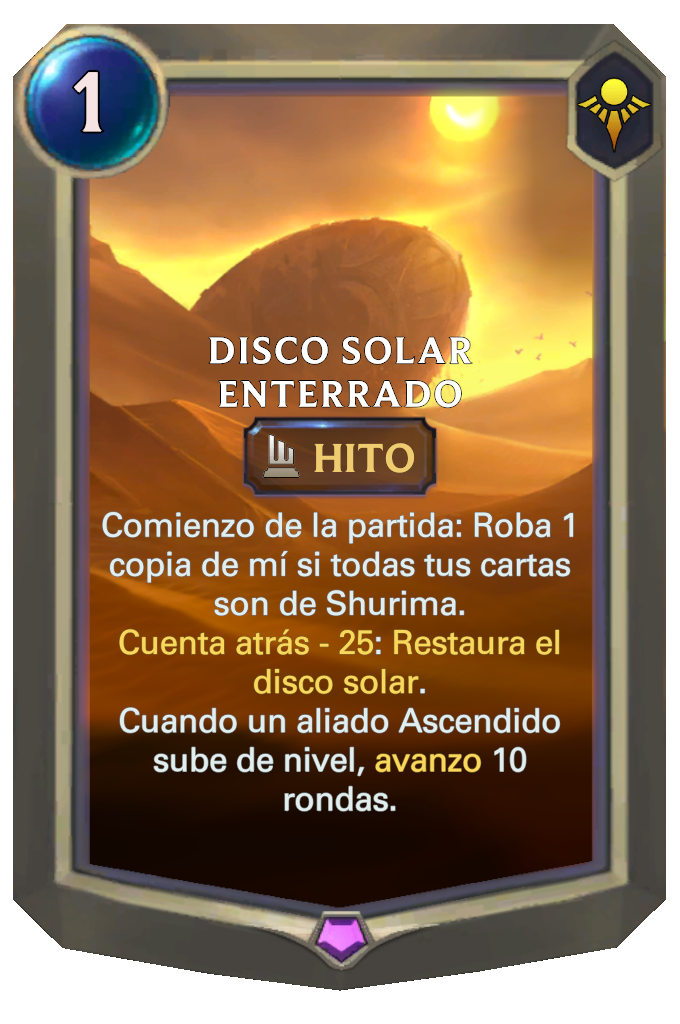 1
DISCO SOLAR
ENTERRADO
HITO
Comienzo de la partida: Roba 1
copia de mí si todas tus cartas
son de Shurima.
Cuenta atrás - 25: Restaura el
disco solar.
Cuando un aliado Ascendido
sube de nivel, avanzo 10
rondas.